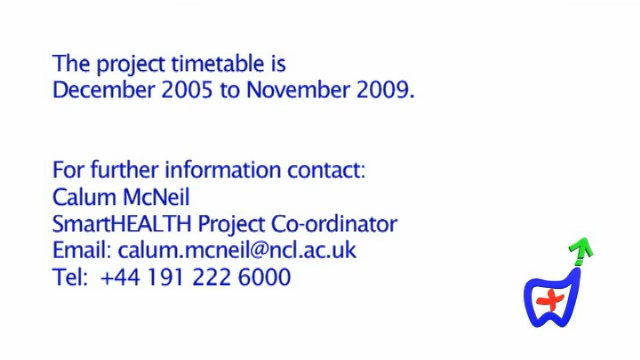 The project timetable is
December 2005 to November 2009.
For further information contact:
Calum McNeil
SmartHEALTH Project Co-ordinator
Email: calum.mcneil@ncl.ac.uk
Tel: +44 191 222 6000